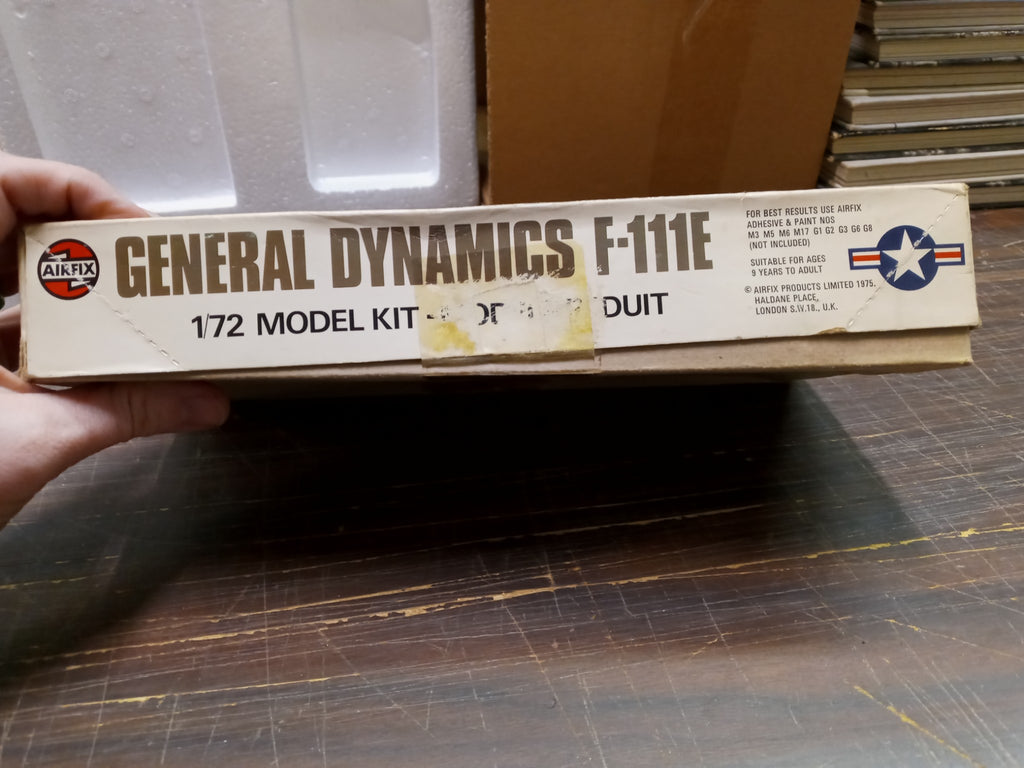 AIRFIX
GENERAL DYNAMICS F-111E
1/72 MODEL KIT -
FOR BEST RESULTS USE AIRFIX
ADHESIVE & PAINT NOS
M3 M5 M6 M17 G1 G2 G3 G6 G8
(NOT INCLUDED)
SUITABLE FOR AGES
9 YEARS TO ADULT
© AIRFIX PRODUCTS LIMITED 1975.
HALDANE PLACE,
LONDON S.W.18., U.K.